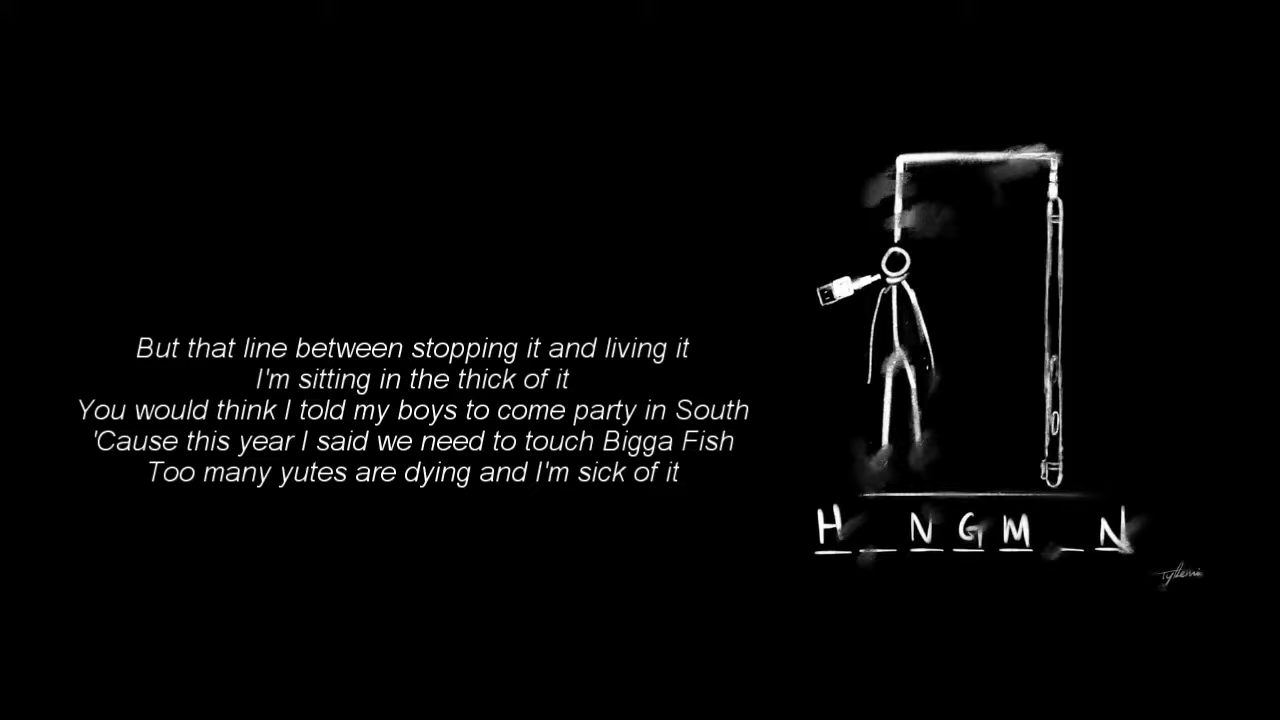 But that line between stopping it and living it
I'm sitting in the thick of it
You would think I told my boys to come party in South
'Cause this year I said we need to touch Bigga Fish
Too many yutes are dying and I'm sick of it
H _ N G M _ N